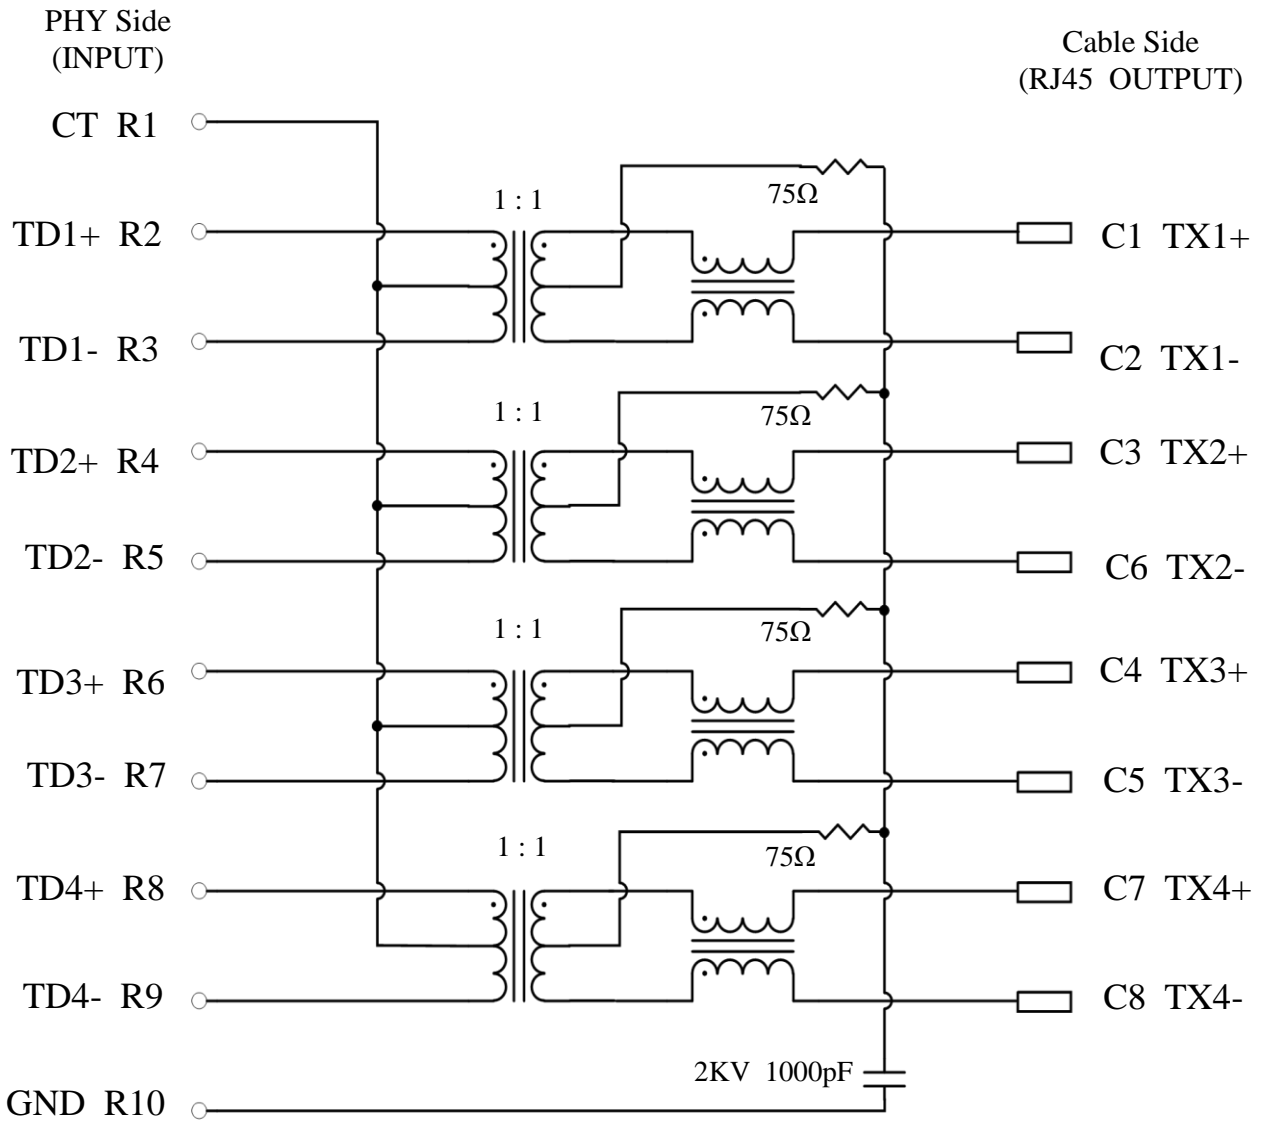 PHY Side
(INPUT)
Cable Side
(RJ45 OUTPUT)
CT R1
75Ω
1 : 1
TD1+ R2
C1 TX1+
TD1- R3
C2 TX1-
1 : 1
75Ω
TD2+ R4
C3 TX2+
TD2- R5
C6 TX2-
1 : 1
75Ω
TD3+ R6
C4 TX3+
TD3- R7
C5 TX3-
1 : 1
75Ω
TD4+ R8
C7 TX4+
TD4- R9
C8 TX4-
2KV 1000pF
GND R10